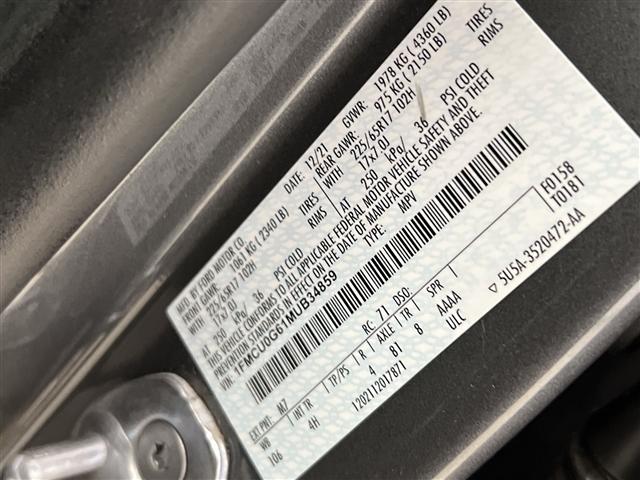 MFD. BY FORD MOTOR CO.
DATE: 12/21 GVWR: 1978 KG ( 4360 LB)
FRONT GAWR: 1061 KG ( 2340 LB) REAR GAWR: 975 KG ( 2150 LB)
WITH 225/65R17 102H TIRES WITH 225/65R17 102H TIRES
17x7.0J RIMS 17x7.0J RIMS
AT 250 kPa/ 36 PSI COLD AT 250 kPa/ 36 PSI COLD
THIS VEHICLE CONFORMS TO ALL APPLICABLE FEDERAL MOTOR VEHICLE SAFETY AND THEFT
PREVENTION STANDARDS IN EFFECT ON THE DATE OF MANUFACTURE SHOWN ABOVE.
VIN: 1FMCU0G61MUB34859 TYPE: MPV
F0158
T0181
EXT PNT: M7 RC: 71 DSO:
WB INT TR TP/PS R AXLE TR SPR
106 4H 4 B1 8 AAAA
1202112017871 ULC
5U5A-3520472-AA